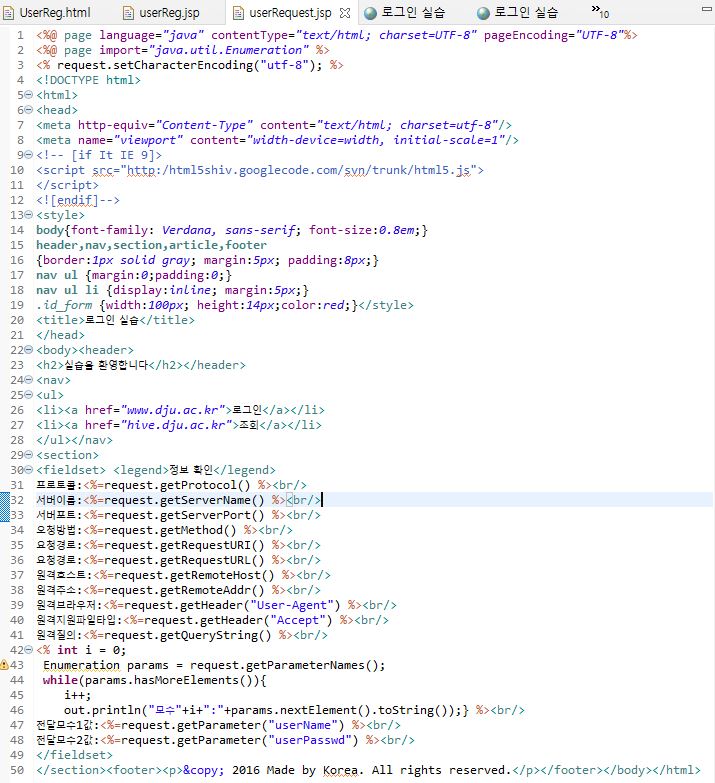 UserReg.html userReg.jsp userRequest.jsp 로그인 실습 로그인 실습 »10
1 <%@ page language="java" contentType="text/html; charset=UTF-8" pageEncoding="UTF-8"%>
2 <%@ page import="java.util.Enumeration" %>
3 <% request.setCharacterEncoding("utf-8"); %>
4 <!DOCTYPE html>
5 <html>
6 <head>
7 <meta http-equiv="Content-Type" content="text/html; charset=utf-8"/>
8 <meta name="viewport" content="width=device=width, initial-scale=1"/>
9 <!-- [if It IE 9]>
10 <script src="http:/html5shiv.googlecode.com/svn/trunk/html5.js">
11 </script>
12 <![endif]-->
13 <style>
14 body{font-family: Verdana, sans-serif; font-size:0.8em;}
15 header,nav,section,article,footer
16 {border:1px solid gray; margin:5px; padding:8px;}
17 nav ul {margin:0;padding:0;}
18 nav ul li {display:inline; margin:5px;}
19 .id_form {width:100px; height:14px;color:red;}</style>
20 <title>로그인 실습</title>
21 </head>
22 <body><header>
23 <h2>실습을 환영합니다</h2></header>
24 <nav>
25 <ul>
26 <li><a href="www.dju.ac.kr">로그인</a></li>
27 <li><a href="hive.dju.ac.kr">조회</a></li>
28 </ul></nav>
29 <section>
30 <fieldset> <legend>정보 확인</legend>
31 프로토콜:<%=request.getProtocol() %><br/>
32 서버이름:<%=request.getServerName() %><br/>
33 서버포트:<%=request.getServerPort() %><br/>
34 요청방법:<%=request.getMethod() %><br/>
35 요청경로:<%=request.getRequestURI() %><br/>
36 요청경로:<%=request.getRequestURL() %><br/>
37 원격호스트:<%=request.getRemoteHost() %><br/>
38 원격주소:<%=request.getRemoteAddr() %><br/>
39 원격브라우저:<%=request.getHeader("User-Agent") %><br/>
40 원격지원파일타입:<%=request.getHeader("Accept") %><br/>
41 원격질의:<%=request.getQueryString() %><br/>
42 <% int i = 0;
43 Enumeration params = request.getParameterNames();
44 while(params.hasMoreElements()){
45 i++;
46 out.println("모수"+i+":"+params.nextElement().toString());} %><br/>
47 전달모수1값:<%=request.getParameter("userName") %><br/>
48 전달모수2값:<%=request.getParameter("userPasswd") %><br/>
49 </fieldset>
50 </section><footer><p>&copy; 2016 Made by Korea. All rights reserved.</p></footer></body></html>